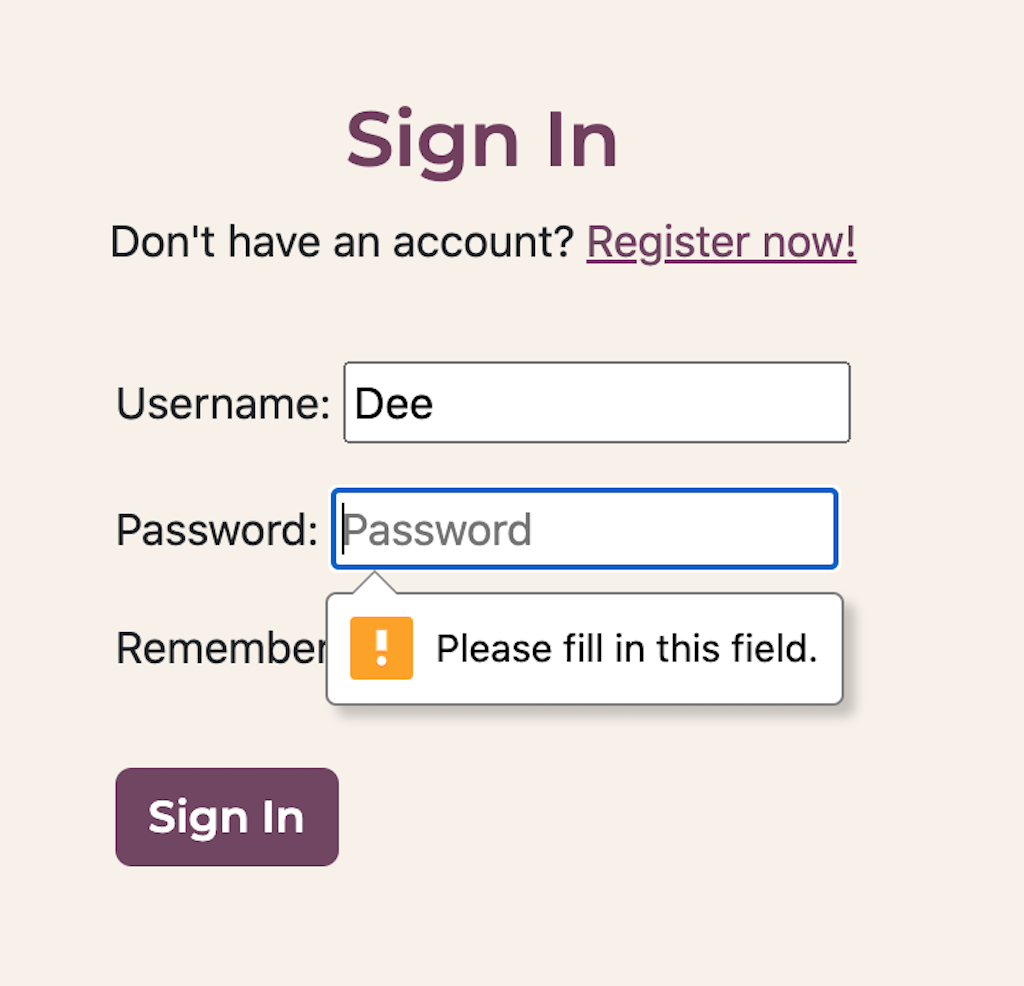 Sign In
Don't have an account? Register now!
Username: Dee
Password: Password
Remember
Please fill in this field.
Sign In